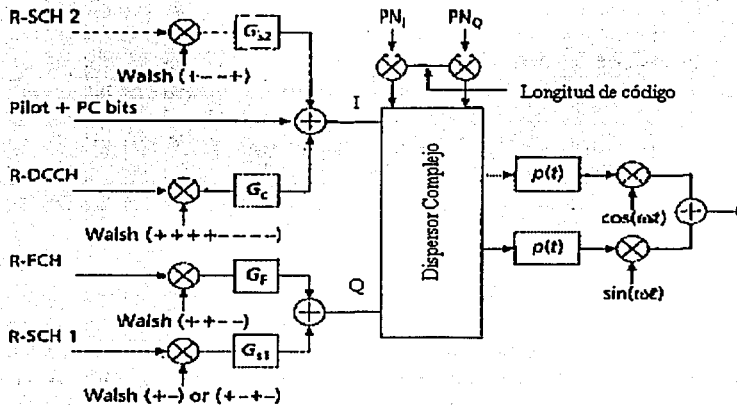 R-SCH 2
G_s2
PN_I
PN_Q
Walsh (+--+)
Longitud de código
Pilot + PC bits
I
R-DCCH
G_C
Dispersor Complejo
p(t)
cos(ωt)
Walsh (++++----)
R-FCH
G_F
Q
p(t)
sin(ωt)
Walsh (++--)
R-SCH 1
G_s1
Walsh (+-) or (+-+-)